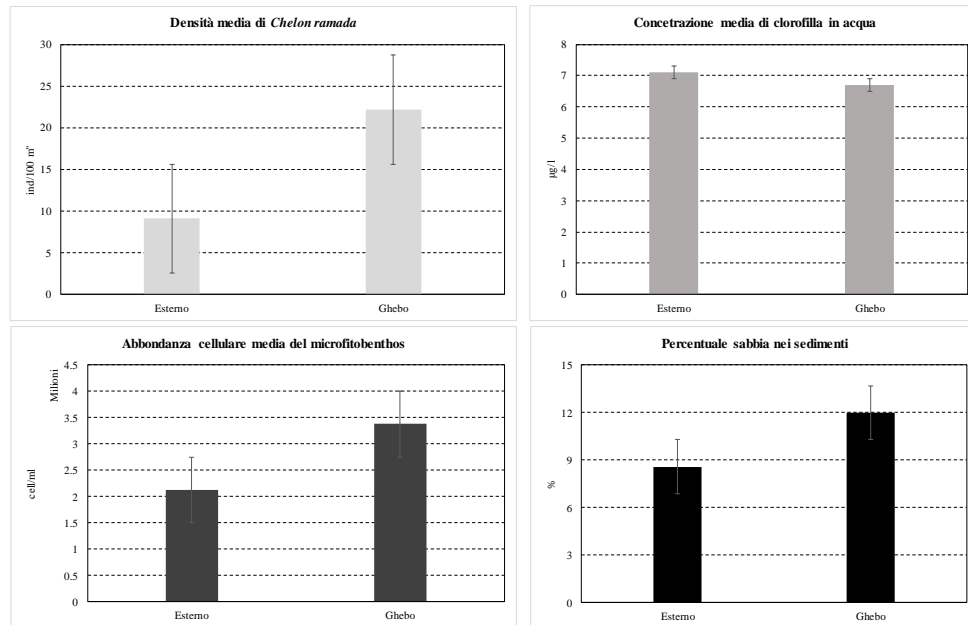 Densità media di Chelon ramada
30
25
20
15
10
5
0
ind/100 m²
Esterno
Ghebo
Concetrazione media di clorofilla in acqua
8
7
6
5
4
3
2
1
0
µg/l
Esterno
Ghebo
Abbondanza cellulare media del microfitobenthos
Milioni
4.5
4
3.5
3
2.5
2
1.5
1
0.5
0
cell/ml
Esterno
Ghebo
Percentuale sabbia nei sedimenti
15
12
9
6
3
0
%
Esterno
Ghebo